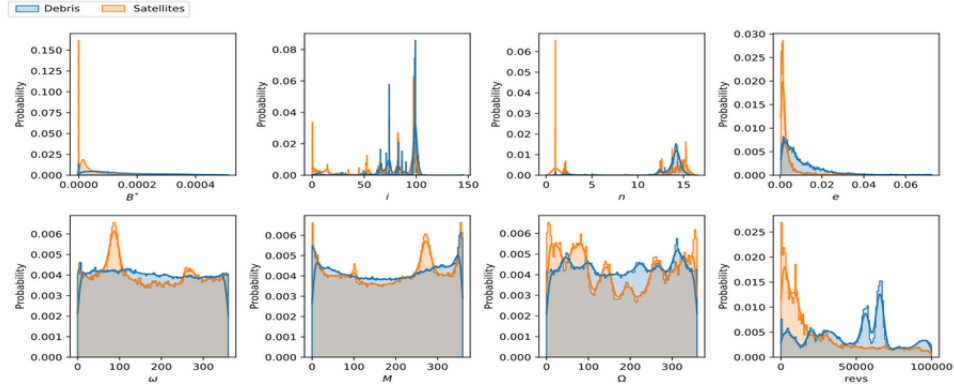 Debris Satellites
0.150
0.125
0.100
0.075
0.050
0.025
0.000
Probability
0.0000 0.0002 0.0004
B*
0.08
0.06
0.04
0.02
0.00
Probability
0 50 100 150
i
0.06
0.05
0.04
0.03
0.02
0.01
0.00
Probability
0 5 10 15
n
0.030
0.025
0.020
0.015
0.010
0.005
0.000
Probability
0.00 0.02 0.04 0.06
e
0.006
0.005
0.004
0.003
0.002
0.001
0.000
Probability
0 100 200 300
ω
0.006
0.005
0.004
0.003
0.002
0.001
0.000
Probability
0 100 200 300
M
0.006
0.005
0.004
0.003
0.002
0.001
0.000
Probability
0 100 200 300
Ω
0.025
0.020
0.015
0.010
0.005
0.000
Probability
0 50000 100000
revs